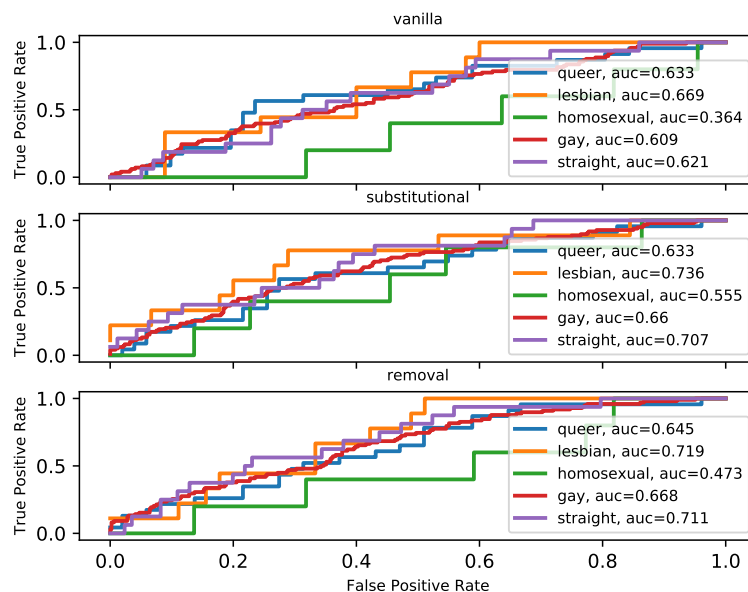 vanilla
True Positive Rate
1.0
0.5
0.0
queer, auc=0.633
lesbian, auc=0.669
homosexual, auc=0.364
gay, auc=0.609
straight, auc=0.621
substitutional
True Positive Rate
1.0
0.5
0.0
queer, auc=0.633
lesbian, auc=0.736
homosexual, auc=0.555
gay, auc=0.66
straight, auc=0.707
removal
True Positive Rate
1.0
0.5
0.0
queer, auc=0.645
lesbian, auc=0.719
homosexual, auc=0.473
gay, auc=0.668
straight, auc=0.711
0.0 0.2 0.4 0.6 0.8 1.0
False Positive Rate